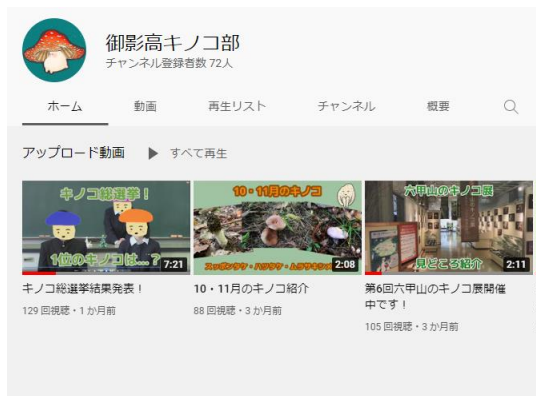 御影高キノコ部
チャンネル登録者数 72人
ホーム 動画 再生リスト チャンネル 概要
アップロード動画 ▶ すべて再生
キノコ総選挙!
1位のキノコは…?
7:21
10・11月のキノコ
2:08
六甲山のキノコ展
見どころ紹介
2:11
キノコ総選挙結果発表!
129 回視聴・1 か月前
10・11月のキノコ紹介
88 回視聴・3 か月前
第6回六甲山のキノコ展開催
中です!
105 回視聴・3 か月前